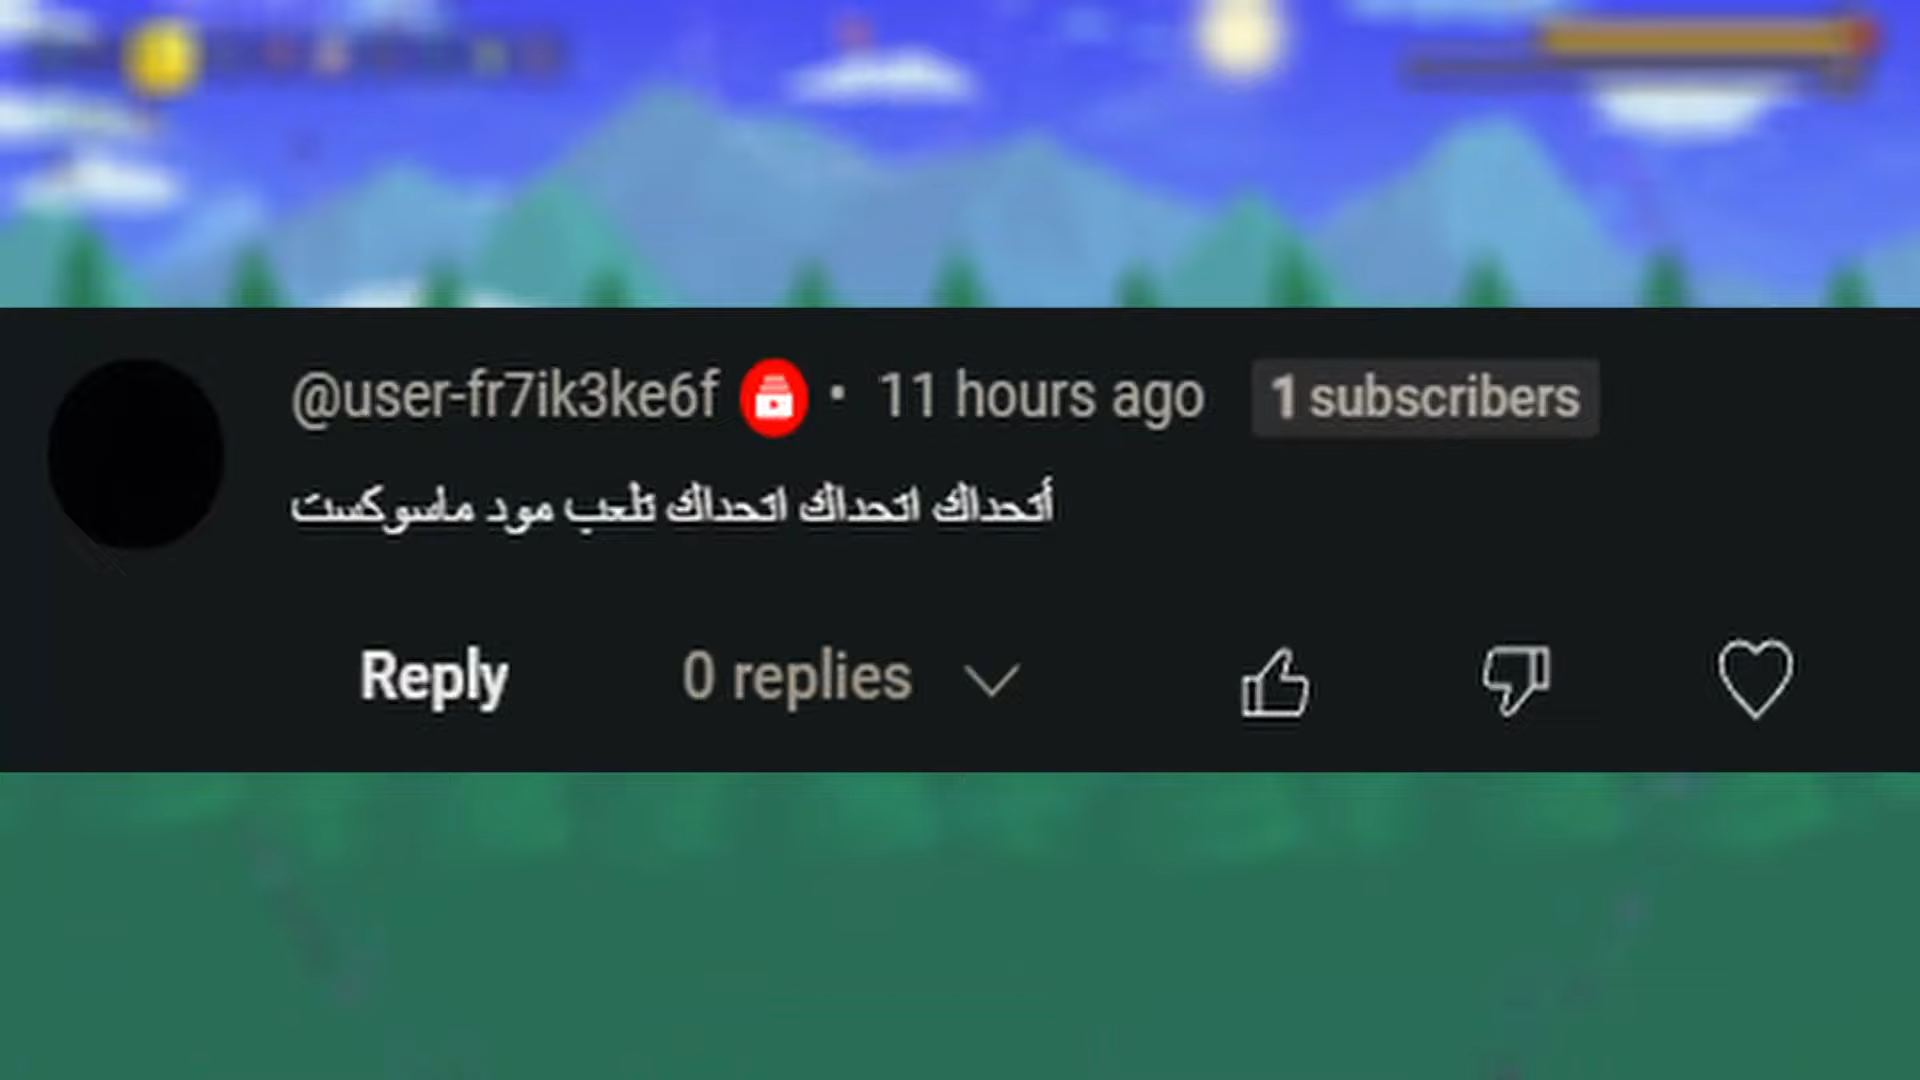 @user-fr7ik3ke6f • 11 hours ago 1 subscribers
أتحداك اتحداك اتحداك تلعب مود ماسوكست
Reply 0 replies